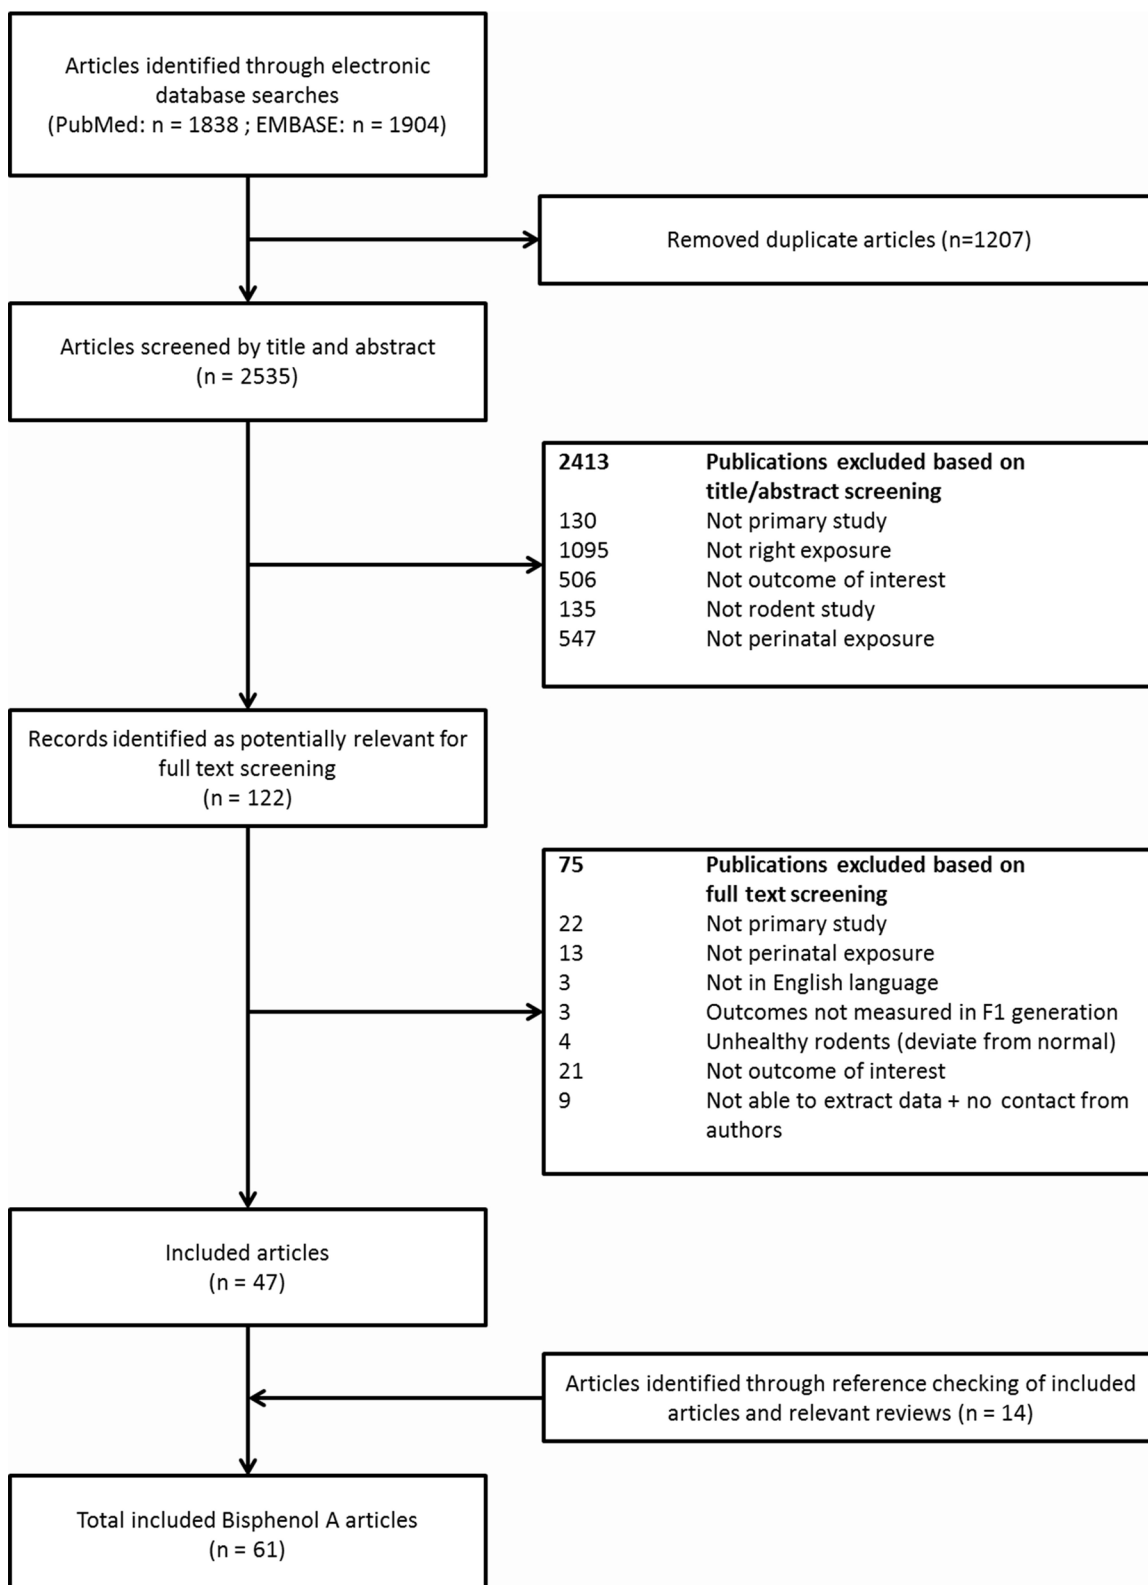 Articles identified through electronic
database searches
(PubMed: n = 1838 ; EMBASE: n = 1904)
Removed duplicate articles (n=1207)
Articles screened by title and abstract
(n = 2535)
2413 Publications excluded based on
title/abstract screening
130 Not primary study
1095 Not right exposure
506 Not outcome of interest
135 Not rodent study
547 Not perinatal exposure
Records identified as potentially relevant for
full text screening
(n = 122)
75 Publications excluded based on
full text screening
22 Not primary study
13 Not perinatal exposure
3 Not in English language
3 Outcomes not measured in F1 generation
4 Unhealthy rodents (deviate from normal)
21 Not outcome of interest
9 Not able to extract data + no contact from
authors
Included articles
(n = 47)
Articles identified through reference checking of included
articles and relevant reviews (n = 14)
Total included Bisphenol A articles
(n = 61)